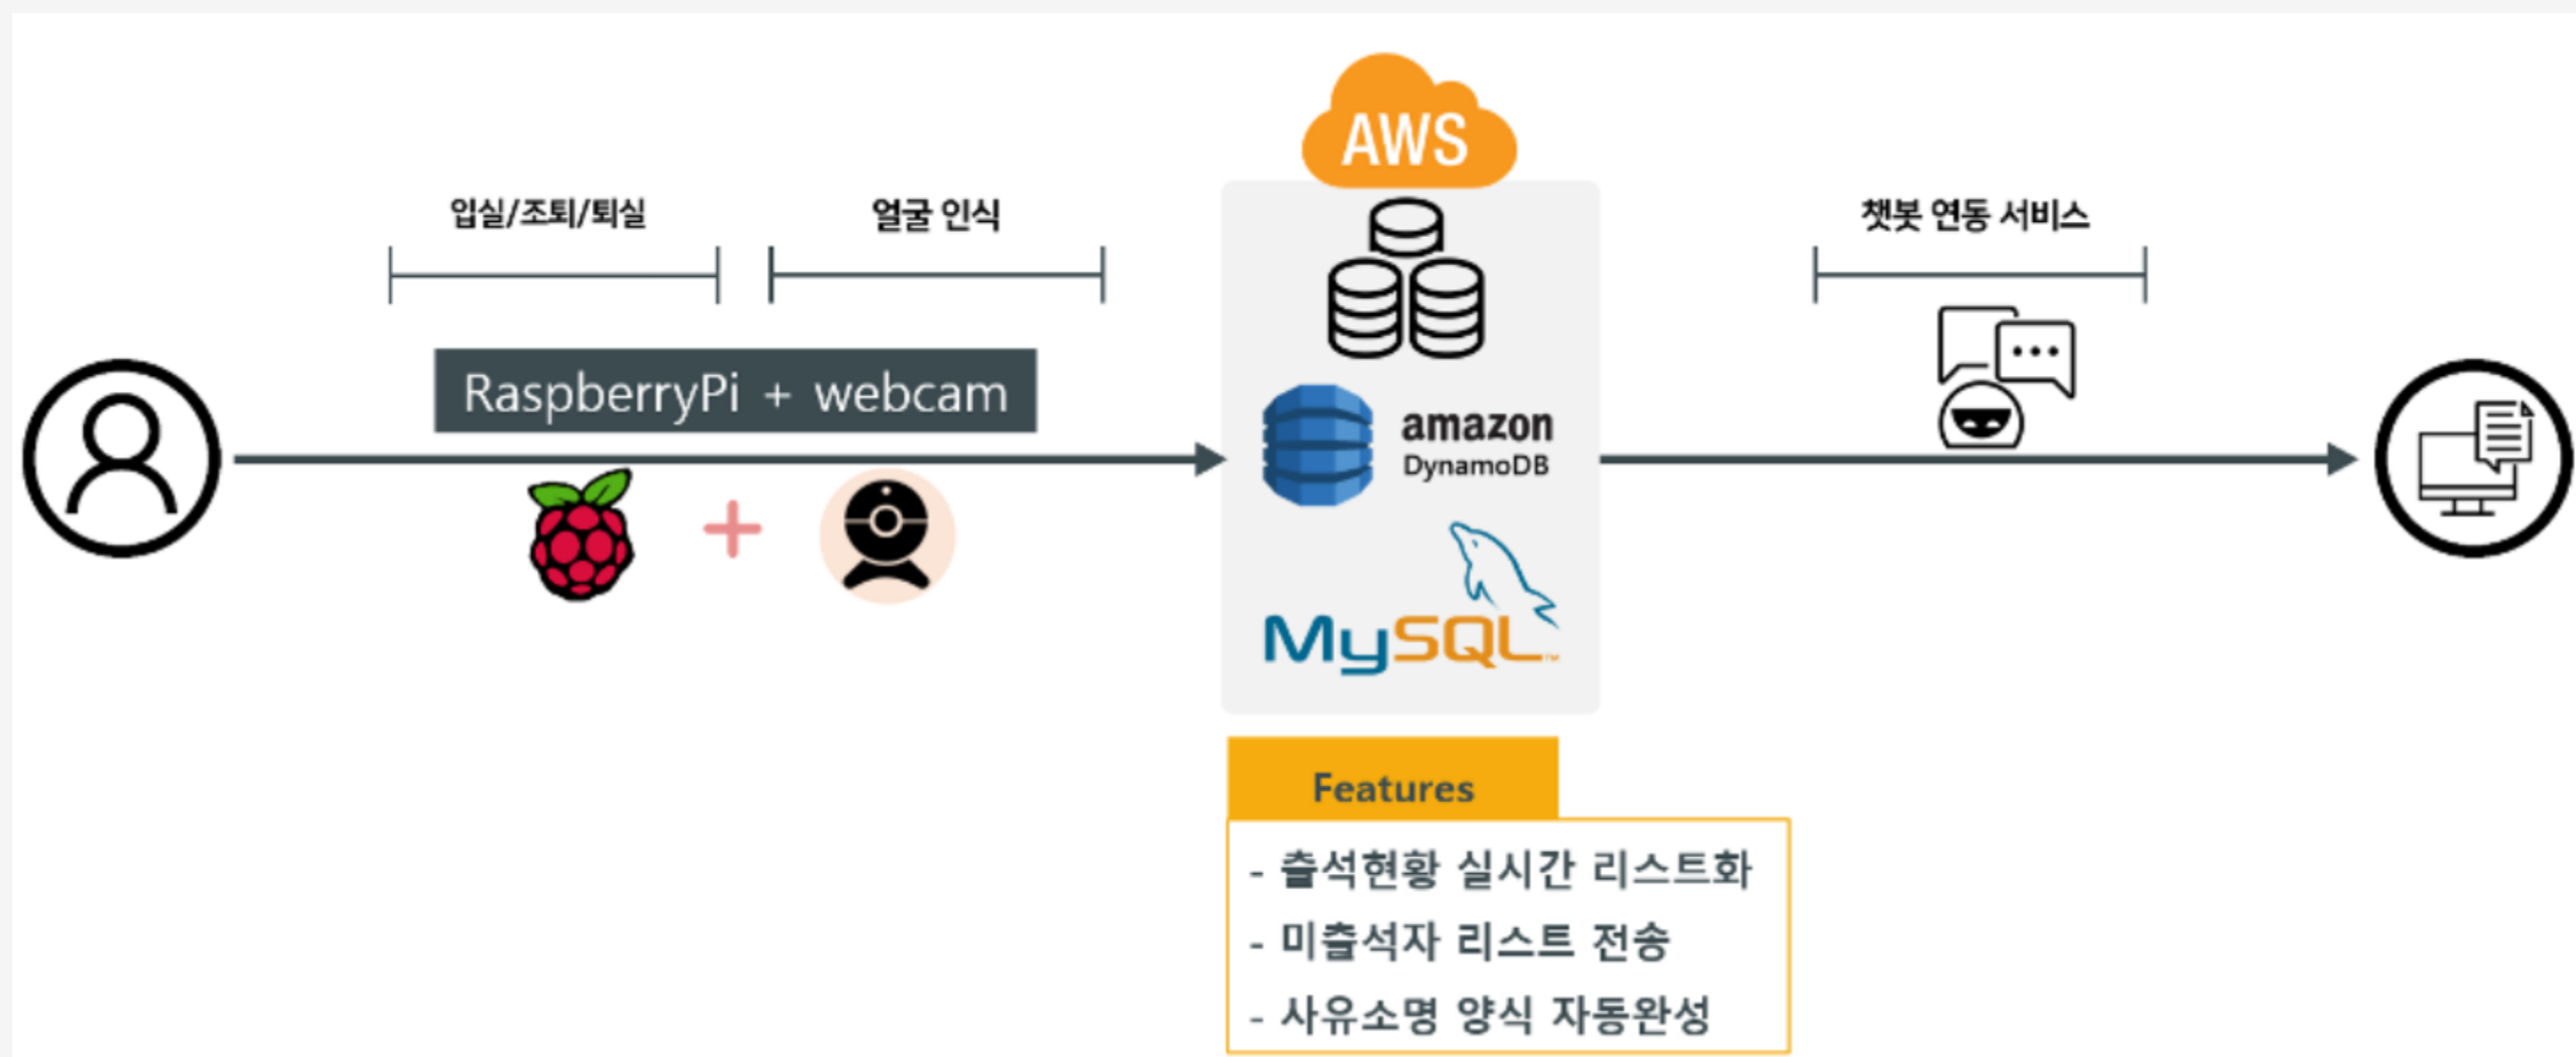 AWS
입실/조퇴/퇴실
얼굴 인식
챗봇 연동 서비스
RaspberryPi + webcam
amazon
DynamoDB
MySQL™
Features
- 출석현황 실시간 리스트화
- 미출석자 리스트 전송
- 사유소명 양식 자동완성